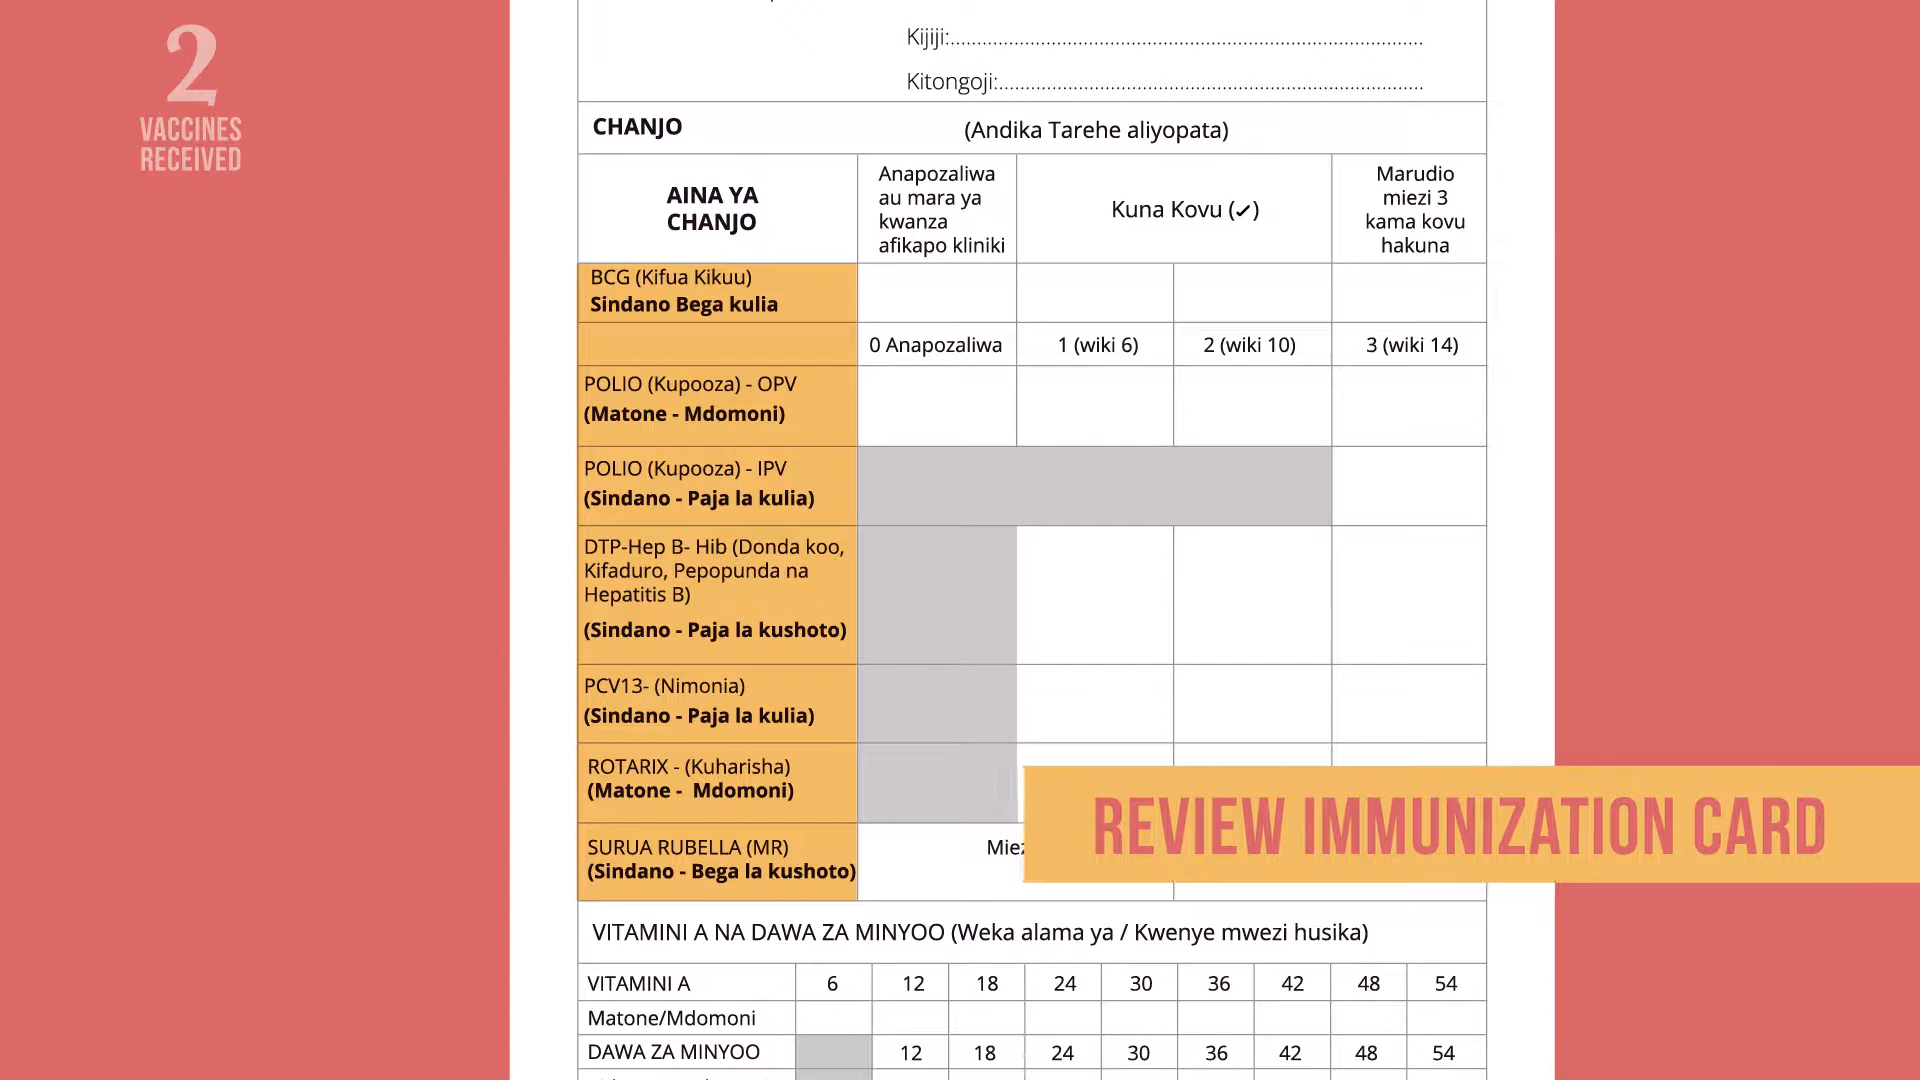 2
VACCINES
RECEIVED
Kijiji:
Kitongoji:
CHANJO
(Andika Tarehe aliyopata)
AINA YA
CHANJO
Anapozaliwa
au mara ya
kwanza
afikapo kliniki
Kuna Kovu (✓)
Marudio
miezi 3
kama kovu
hakuna
BCG (Kifua Kikuu)
Sindano Bega kulia
0 Anapozaliwa
1 (wiki 6)
2 (wiki 10)
3 (wiki 14)
POLIO (Kupooza) - OPV
(Matone - Mdomoni)
POLIO (Kupooza) - IPV
(Sindano - Paja la kulia)
DTP-Hep B- Hib (Donda koo,
Kifaduro, Pepopunda na
Hepatitis B)
(Sindano - Paja la kushoto)
PCV13- (Nimonia)
(Sindano - Paja la kulia)
ROTARIX - (Kuharisha)
(Matone - Mdomoni)
REVIEW IMMUNIZATION CARD
SURUA RUBELLA (MR)
(Sindano - Bega la kushoto)
VITAMINI A NA DAWA ZA MINYOO (Weka alama ya / Kwenye mwezi husika)
VITAMINI A 6 12 18 24 30 36 42 48 54
Matone/Mdomoni
DAWA ZA MINYOO 12 18 24 30 36 42 48 54